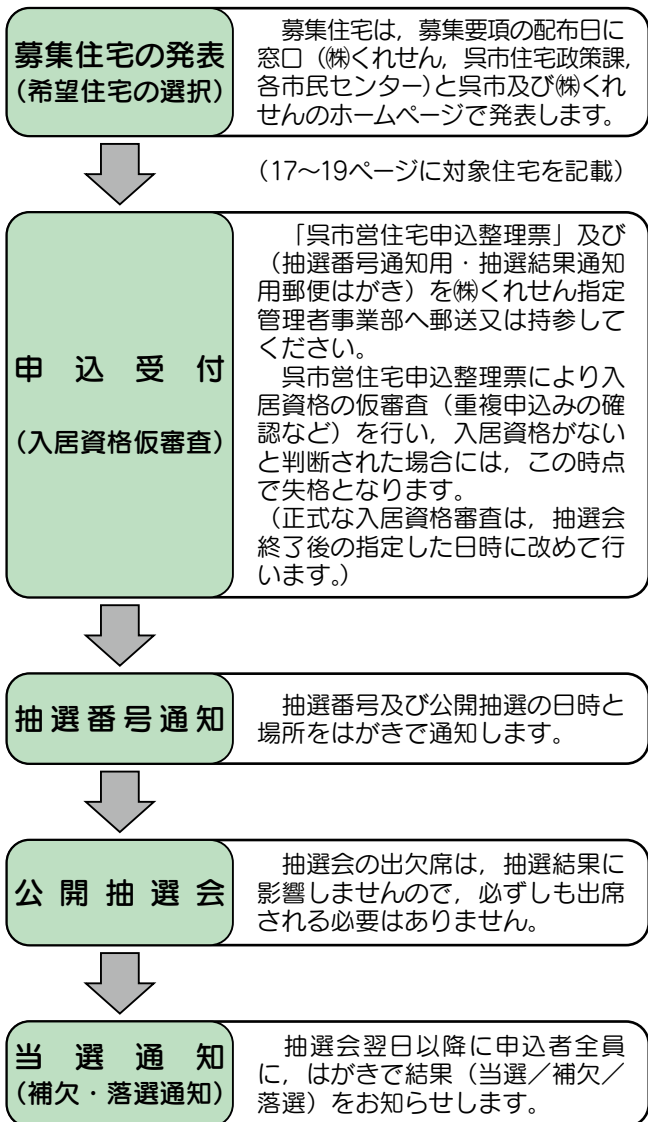 募集住宅の発表
(希望住宅の選択)
募集住宅は，募集要項の配布日に
窓口（㈱くれせん，呉市住宅政策課，
各市民センター）と呉市及び㈱くれ
せんのホームページで発表します。
（17～19ページに対象住宅を記載）
申込受付
（入居資格仮審査）
「呉市営住宅申込整理票」及び
（抽選番号通知用・抽選結果通知
用郵便はがき）を㈱くれせん指定
管理者事業部へ郵送又は持参して
ください。
呉市営住宅申込整理票により入
居資格の仮審査（重複申込みの確
認など）を行い，入居資格がない
と判断された場合には，この時点
で失格となります。
（正式な入居資格審査は，抽選会
終了後の指定した日時に改めて行
います。）
抽選番号通知
抽選番号及び公開抽選の日時と
場所をはがきで通知します。
公開抽選会
抽選会の出欠席は，抽選結果に
影響しませんので，必ずしも出席
される必要はありません。
当選通知
（補欠・落選通知）
抽選会翌日以降に申込者全員
に，はがきで結果（当選／補欠／
落選）をお知らせします。